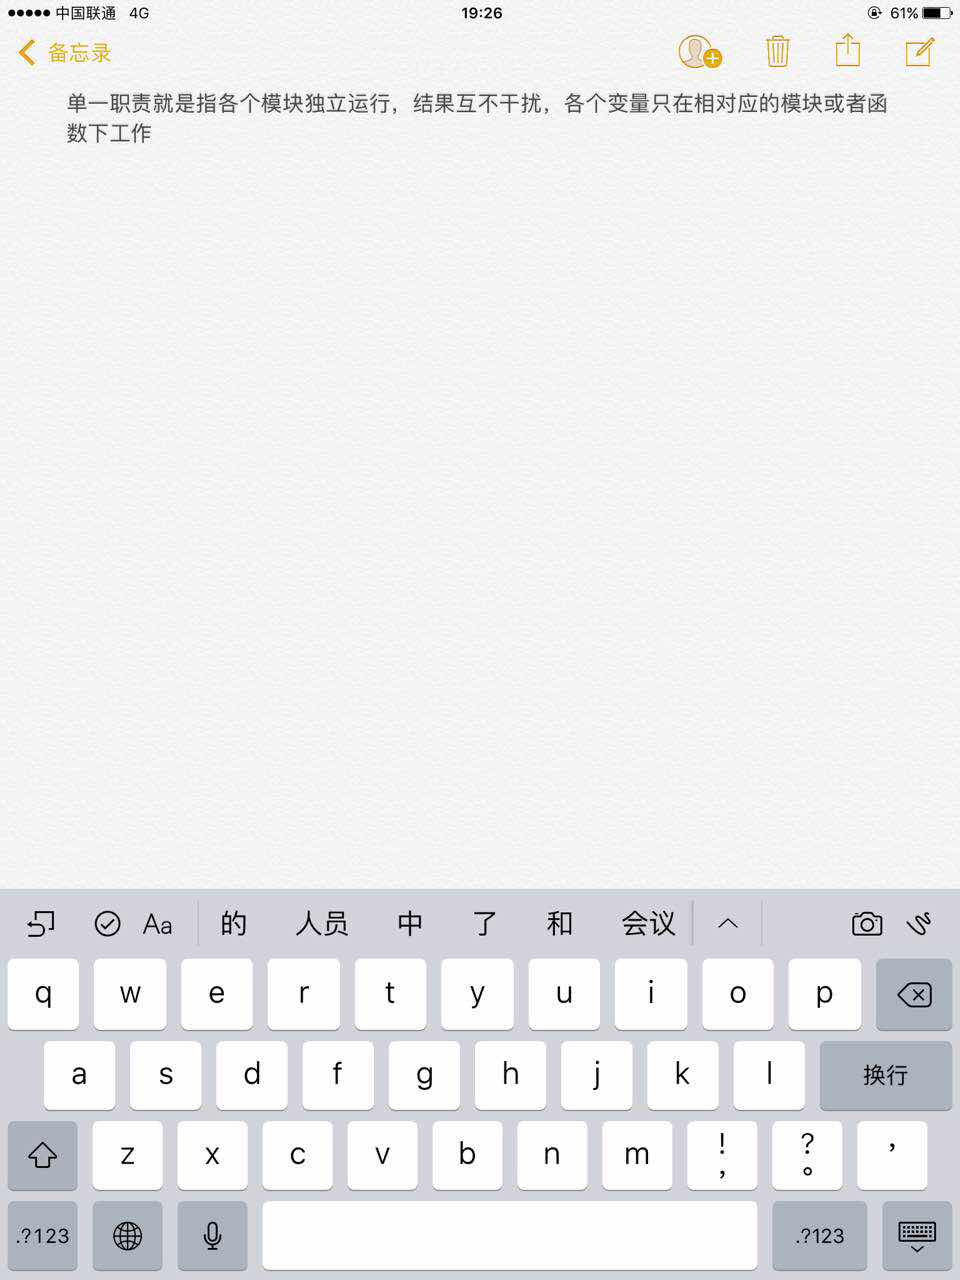 ●●●●● 中国联通 4G 19:26 61%
备忘录
单一职责就是指各个模块独立运行，结果互不干扰，各个变量只在相对应的模块或者函
数下工作
Aa 的 人员 中 了 和 会议
q w e r t y u i o p
a s d f g h j k l 换行
z x c v b n m ! , ? 。 ，
.?123 .?123